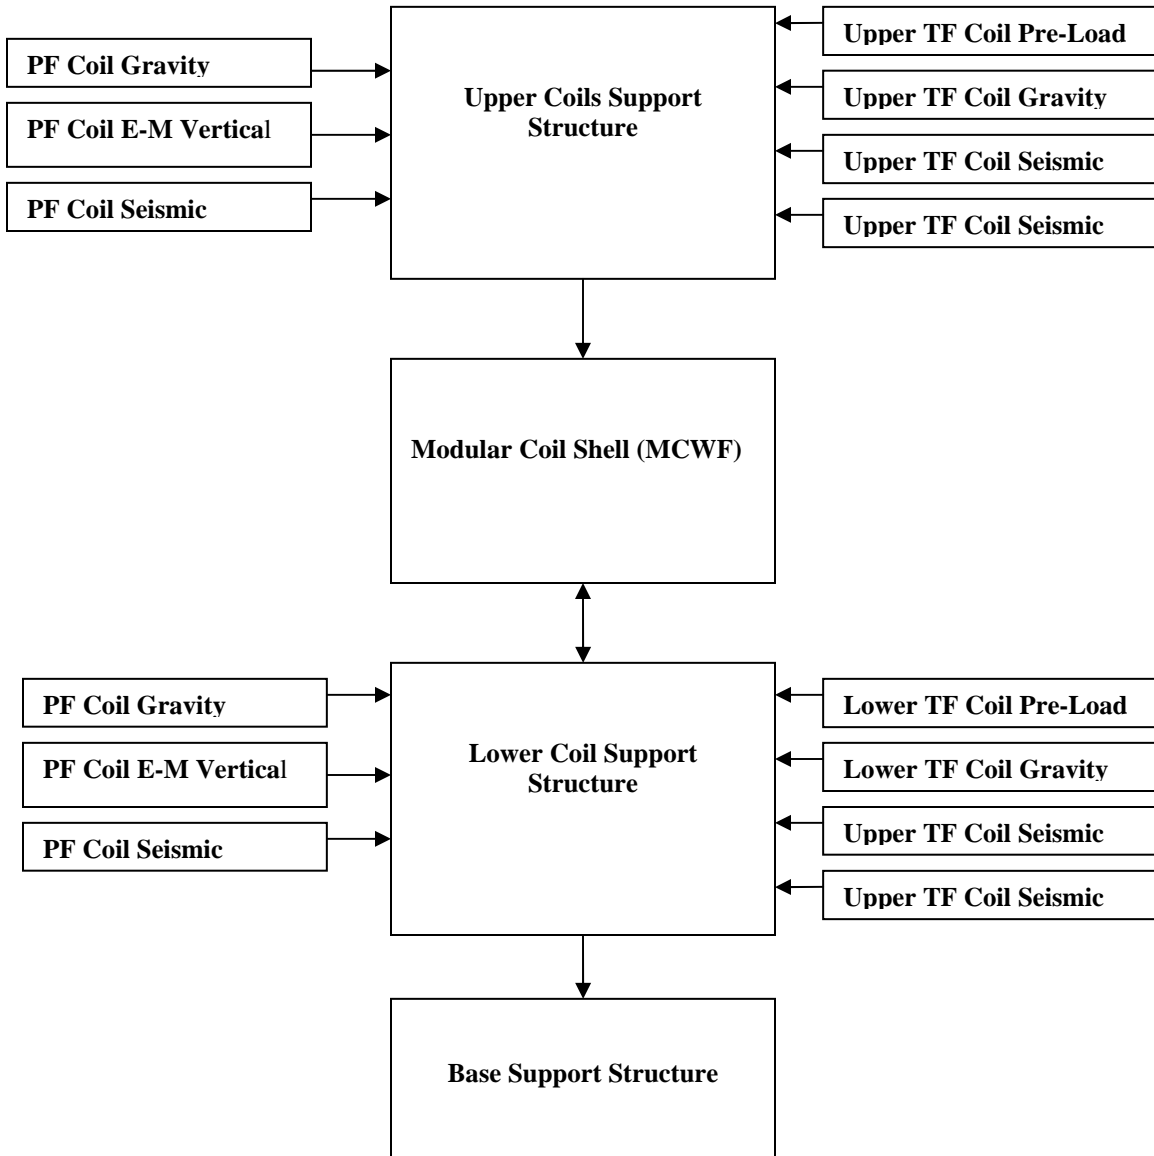 PF Coil Gravity
PF Coil E-M Vertical
PF Coil Seismic
Upper Coils Support
Structure
Upper TF Coil Pre-Load
Upper TF Coil Gravity
Upper TF Coil Seismic
Upper TF Coil Seismic
Modular Coil Shell (MCWF)
PF Coil Gravity
PF Coil E-M Vertical
PF Coil Seismic
Lower Coil Support
Structure
Lower TF Coil Pre-Load
Lower TF Coil Gravity
Upper TF Coil Seismic
Upper TF Coil Seismic
Base Support Structure